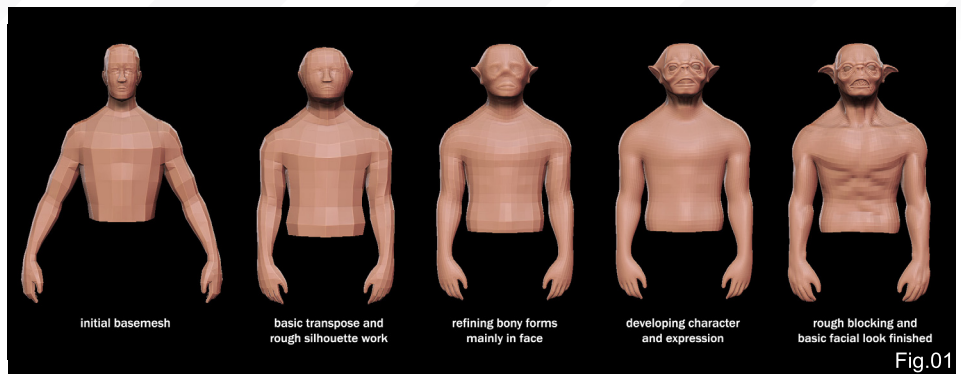 initial basemesh
basic transpose and
rough silhouette work
refining bony forms
mainly in face
developing character
and expression
rough blocking and
basic facial look finished
Fig.01